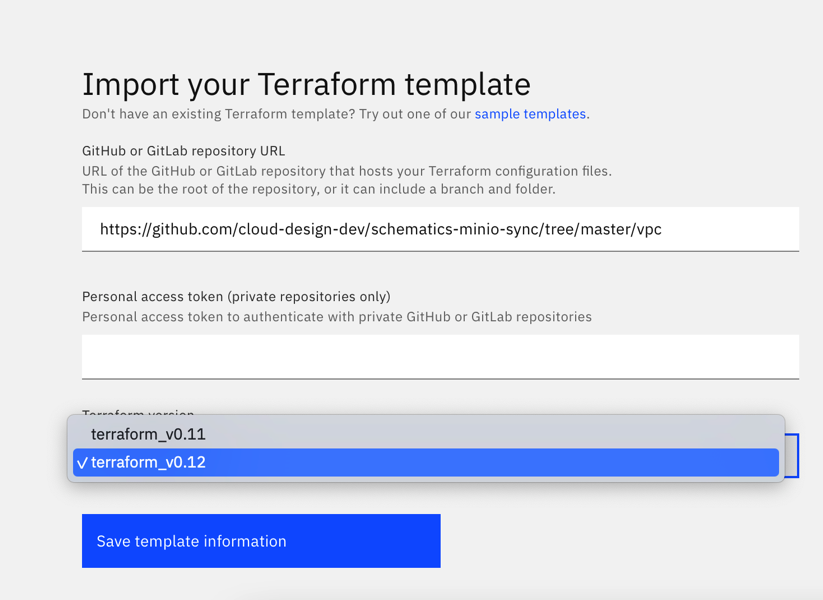 Import your Terraform template
Don't have an existing Terraform template? Try out one of our sample templates.
GitHub or GitLab repository URL
URL of the GitHub or GitLab repository that hosts your Terraform configuration files.
This can be the root of the repository, or it can include a branch and folder.
https://github.com/cloud-design-dev/schematics-minio-sync/tree/master/vpc
Personal access token (private repositories only)
Personal access token to authenticate with private GitHub or GitLab repositories
Terraform version
terraform_v0.11
✓ terraform_v0.12
Save template information